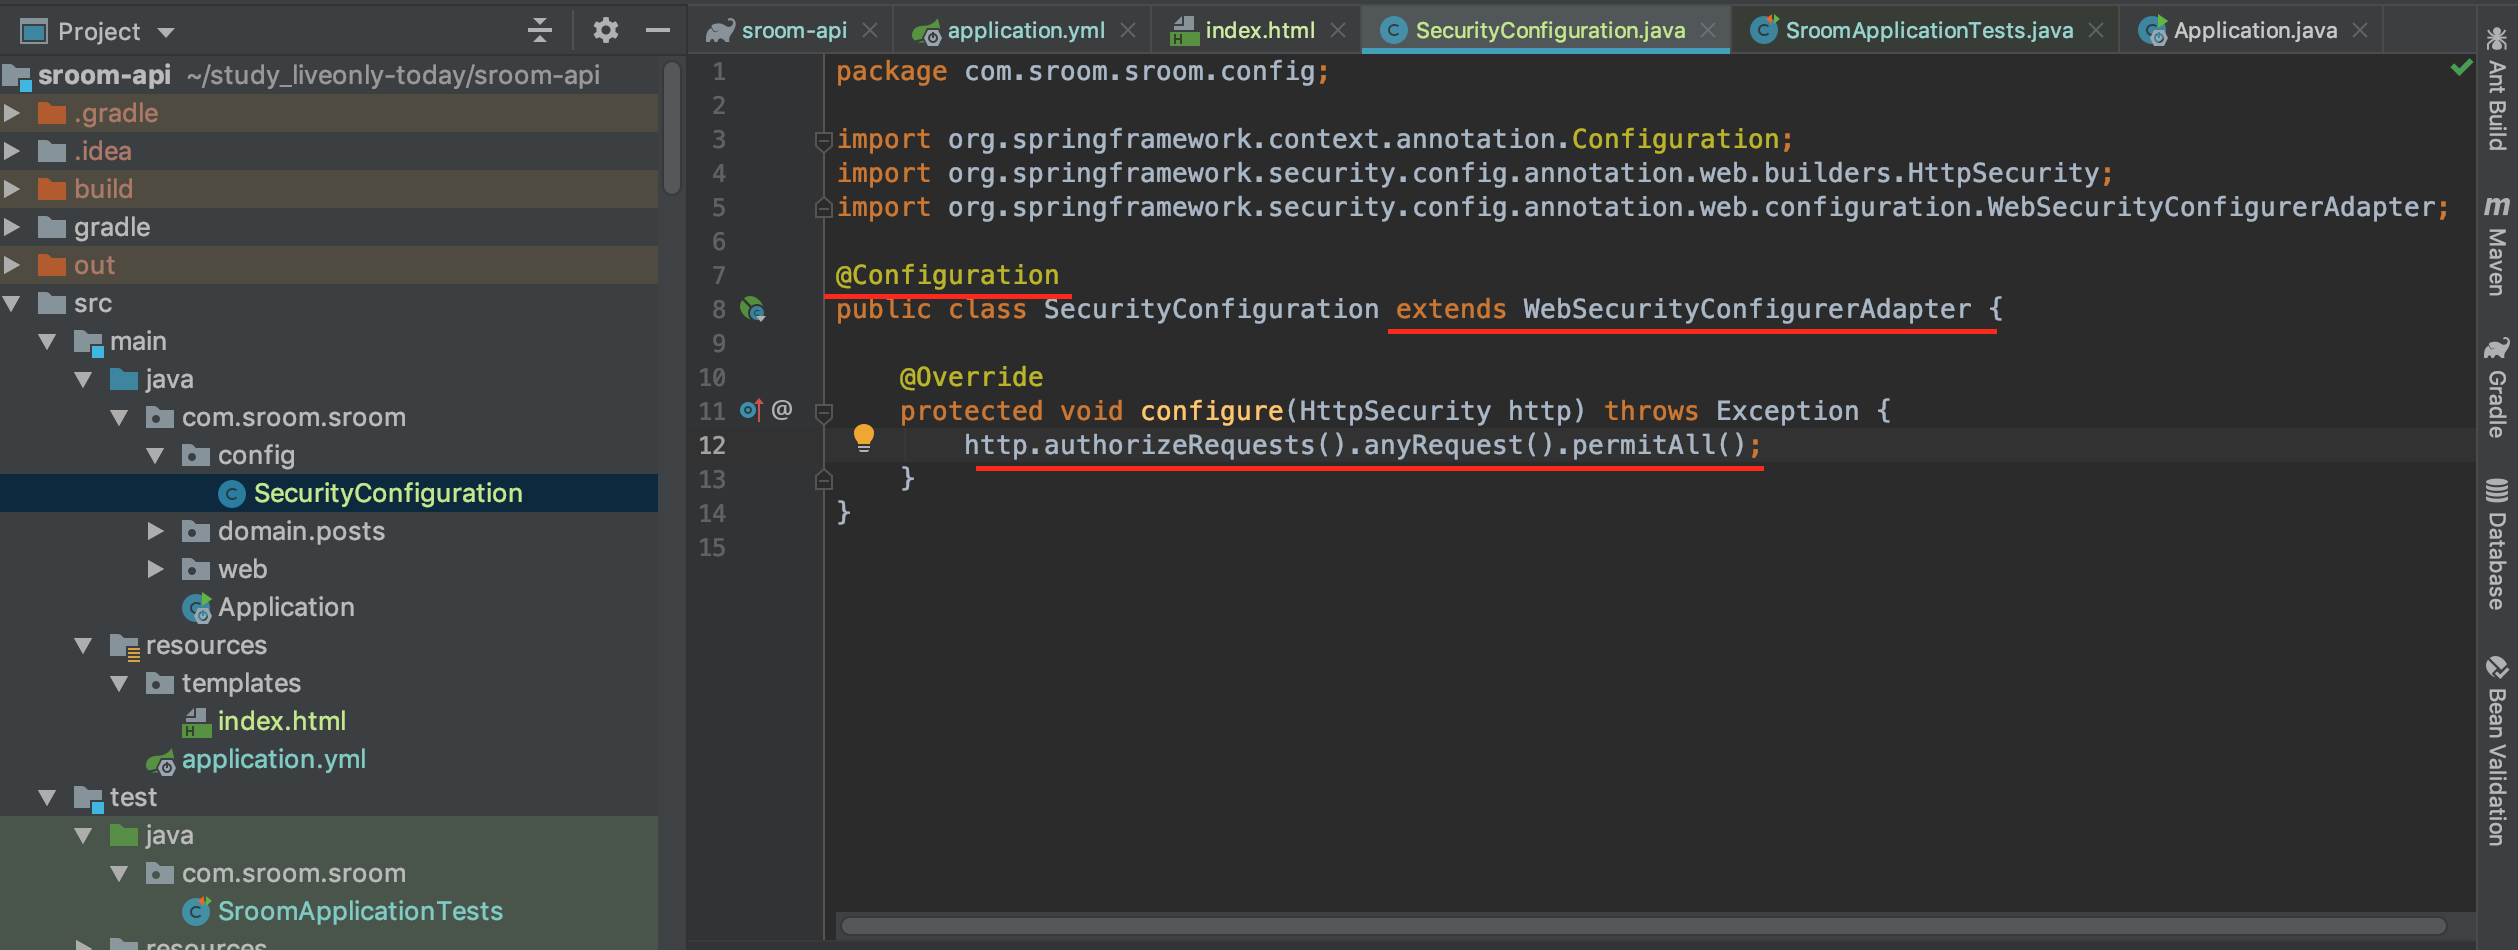 Project
sroom-api ~/study_liveonly-today/sroom-api
.gradle
.idea
build
gradle
out
src
main
java
com.sroom.sroom
config
SecurityConfiguration
domain.posts
web
Application
resources
templates
index.html
application.yml
test
java
com.sroom.sroom
SroomApplicationTests
resources
sroom-api application.yml index.html SecurityConfiguration.java SroomApplicationTests.java Application.java
1 package com.sroom.sroom.config;
2
3 import org.springframework.context.annotation.Configuration;
4 import org.springframework.security.config.annotation.web.builders.HttpSecurity;
5 import org.springframework.security.config.annotation.web.configuration.WebSecurityConfigurerAdapter;
6
7 @Configuration
8 public class SecurityConfiguration extends WebSecurityConfigurerAdapter {
9
10 @Override
11 @ protected void configure(HttpSecurity http) throws Exception {
12 http.authorizeRequests().anyRequest().permitAll();
13 }
14 }
15
Ant Build
Maven
Gradle
Database
Bean Validation